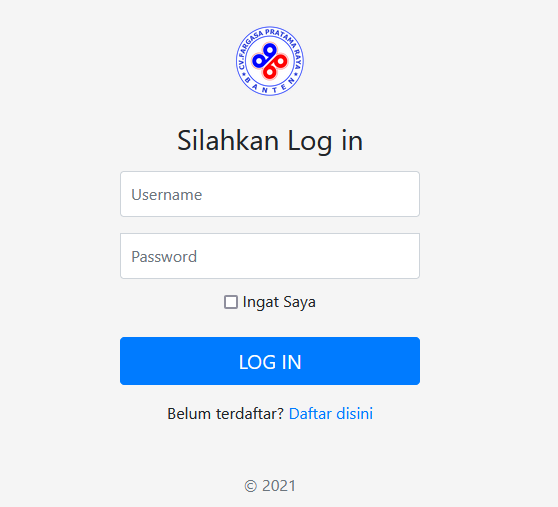 CV.FARGASA PRATAMA RAYA
BANTEN
Silahkan Log in
Username
Password
Ingat Saya
LOG IN
Belum terdaftar? Daftar disini
© 2021